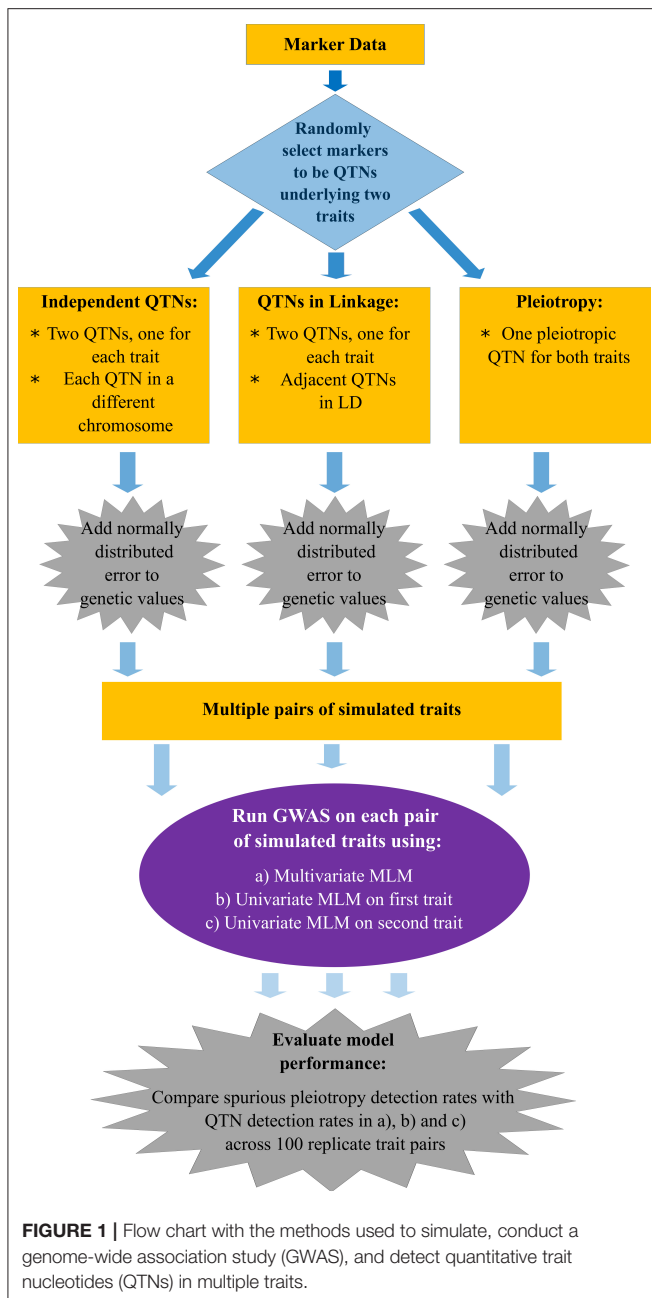 Marker Data
Randomly
select markers
to be QTNs
underlying two
traits
Independent QTNs:
* Two QTNs, one for
each trait
* Each QTN in a
different
chromosome
QTNs in Linkage:
* Two QTNs, one for
each trait
* Adjacent QTNs
in LD
Pleiotropy:
* One pleiotropic
QTN for both traits
Add normally
distributed
error to
genetic values
Add normally
distributed
error to
genetic values
Add normally
distributed
error to
genetic values
Multiple pairs of simulated traits
Run GWAS on each pair
of simulated traits using:
a) Multivariate MLM
b) Univariate MLM on first trait
c) Univariate MLM on second trait
Evaluate model
performance:
Compare spurious pleiotropy detection rates with
QTN detection rates in a), b) and c)
across 100 replicate trait pairs
FIGURE 1 | Flow chart with the methods used to simulate, conduct a
genome-wide association study (GWAS), and detect quantitative trait
nucleotides (QTNs) in multiple traits.